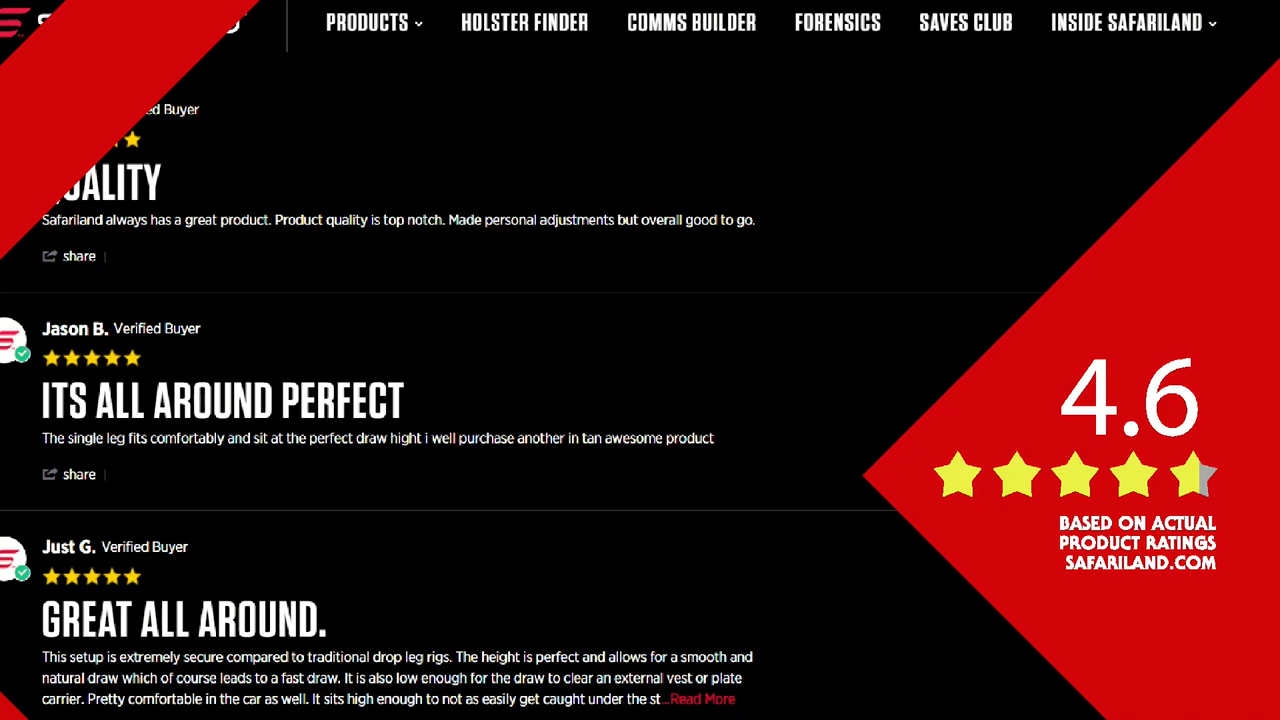 PRODUCTS HOLSTER FINDER COMMS BUILDER FORENSICS SAVES CLUB INSIDE SAFARILAND
Buyer
Safariland always has a great product. Product quality is top notch. Made personal adjustments but overall good to go.
share
Jason B. Verified Buyer
ITS ALL AROUND PERFECT
The single leg fits comfortably and sit at the perfect draw hight i well purchase another in tan awesome product
share
4.6
BASED ON ACTUAL
PRODUCT RATINGS
SAFARILAND.COM
Just G. Verified Buyer
GREAT ALL AROUND.
This setup is extremely secure compared to traditional drop leg rigs. The height is perfect and allows for a smooth and
natural draw which of course leads to a fast draw. It is also low enough for the draw to clear an external vest or plate
carrier. Pretty comfortable in the car as well. It sits high enough to not as easily get caught under the st...Read More